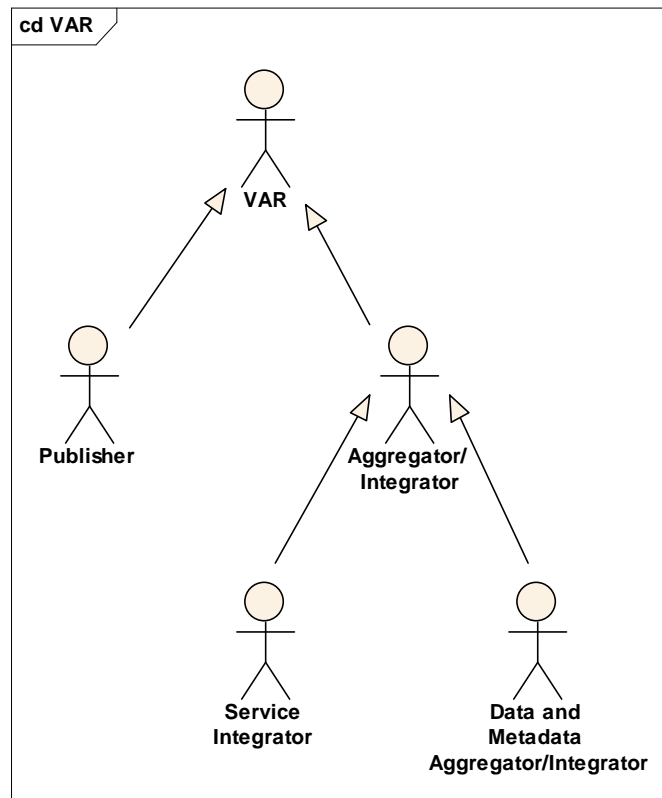 cd VAR
VAR
Publisher
Aggregator/
Integrator
Service
Integrator
Data and
Metadata
Aggregator/Integrator